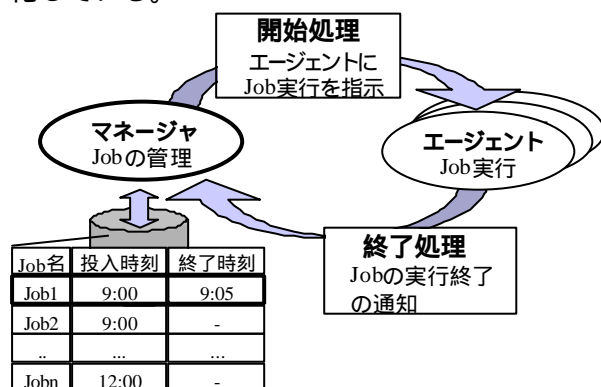 開始処理
エージェントに
Job実行を指示
マネージャ
Jobの管理
エージェント
Job実行
終了処理
Jobの実行終了
の通知
Job名 投入時刻 終了時刻
Job1 9:00 9:05
Job2 9:00 -
.. ... ...
Jobn 12:00 -